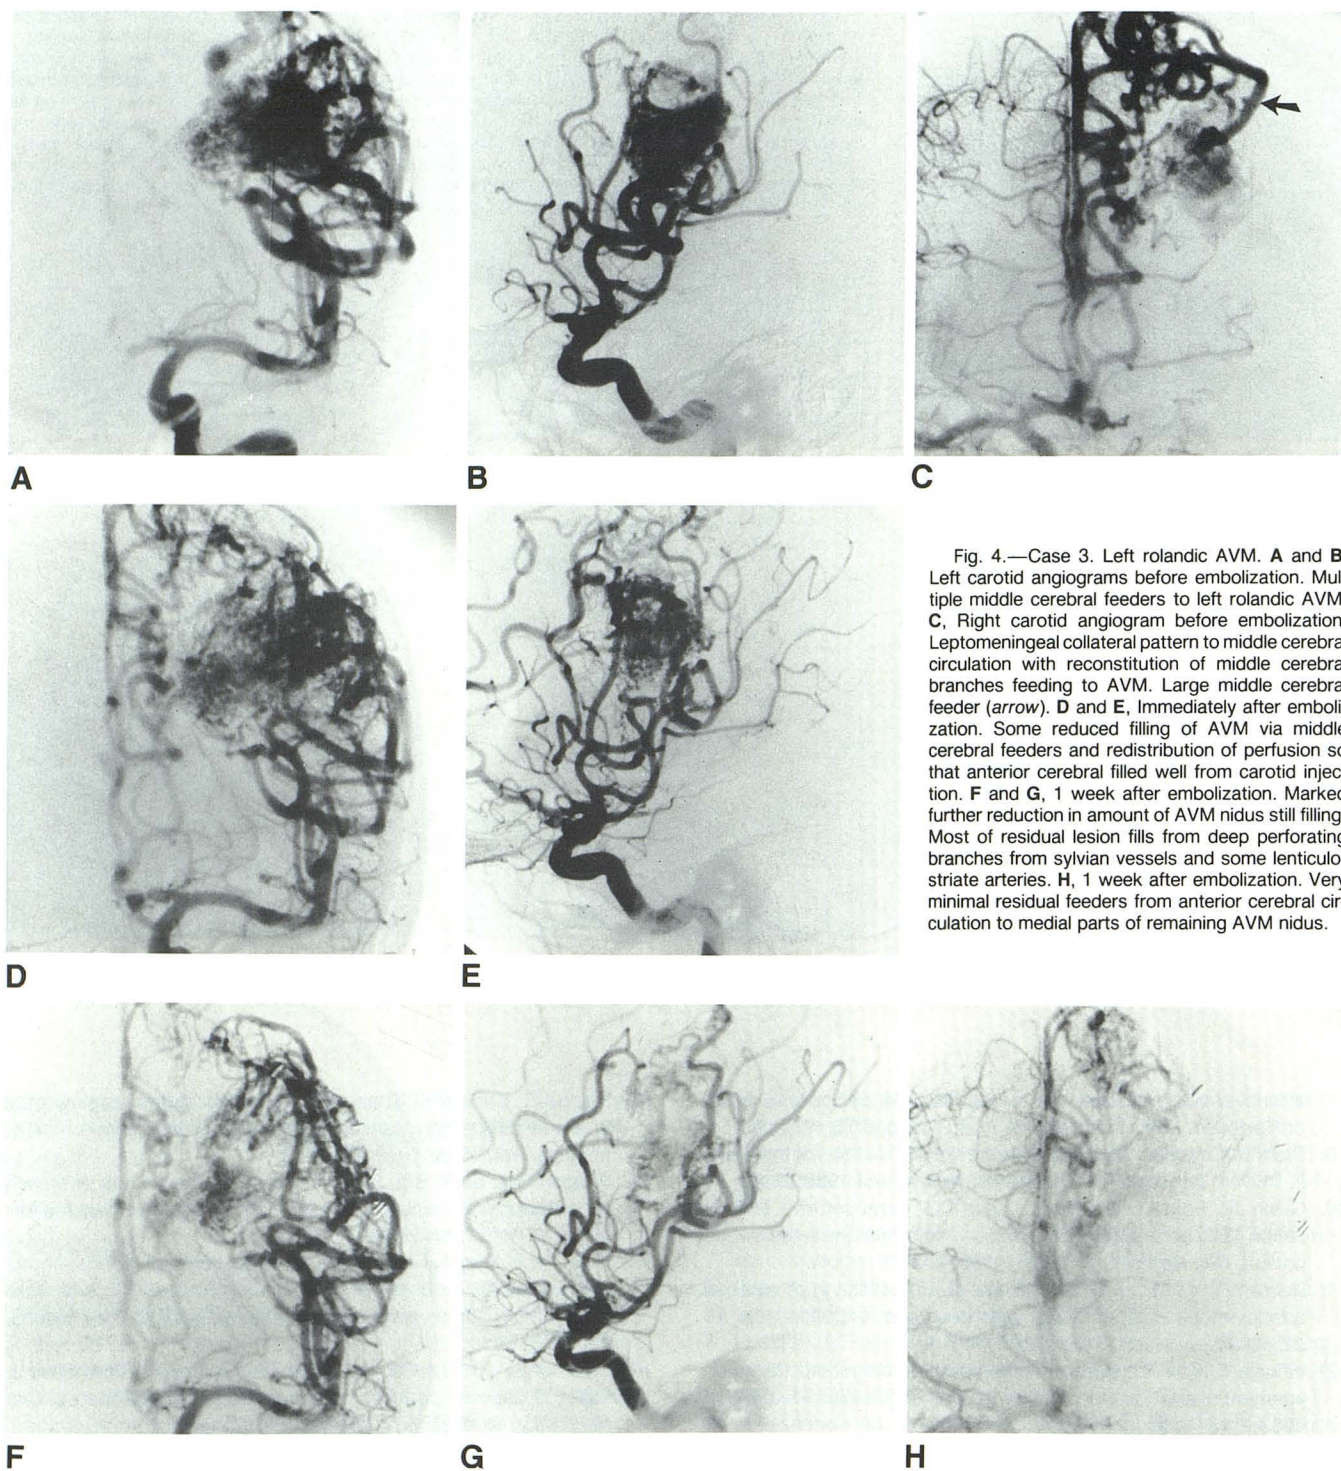 A
B
C
Fig. 4.—Case 3. Left rolandic AVM. A and B
Left carotid angiograms before embolization. Mul
tiple middle cerebral feeders to left rolandic AVM
C, Right carotid angiogram before embolization
Leptomeningeal collateral pattern to middle cerebra
circulation with reconstitution of middle cerebra
branches feeding to AVM. Large middle cerebra
feeder (arrow). D and E, Immediately after emboli
zation. Some reduced filling of AVM via middle
cerebral feeders and redistribution of perfusion so
that anterior cerebral filled well from carotid injec
tion. F and G, 1 week after embolization. Marked
further reduction in amount of AVM nidus still filling
Most of residual lesion fills from deep perforating
branches from sylvian vessels and some lenticulo
striate arteries. H, 1 week after embolization. Very
minimal residual feeders from anterior cerebral cir
culation to medial parts of remaining AVM nidus.
D
E
F
G
H